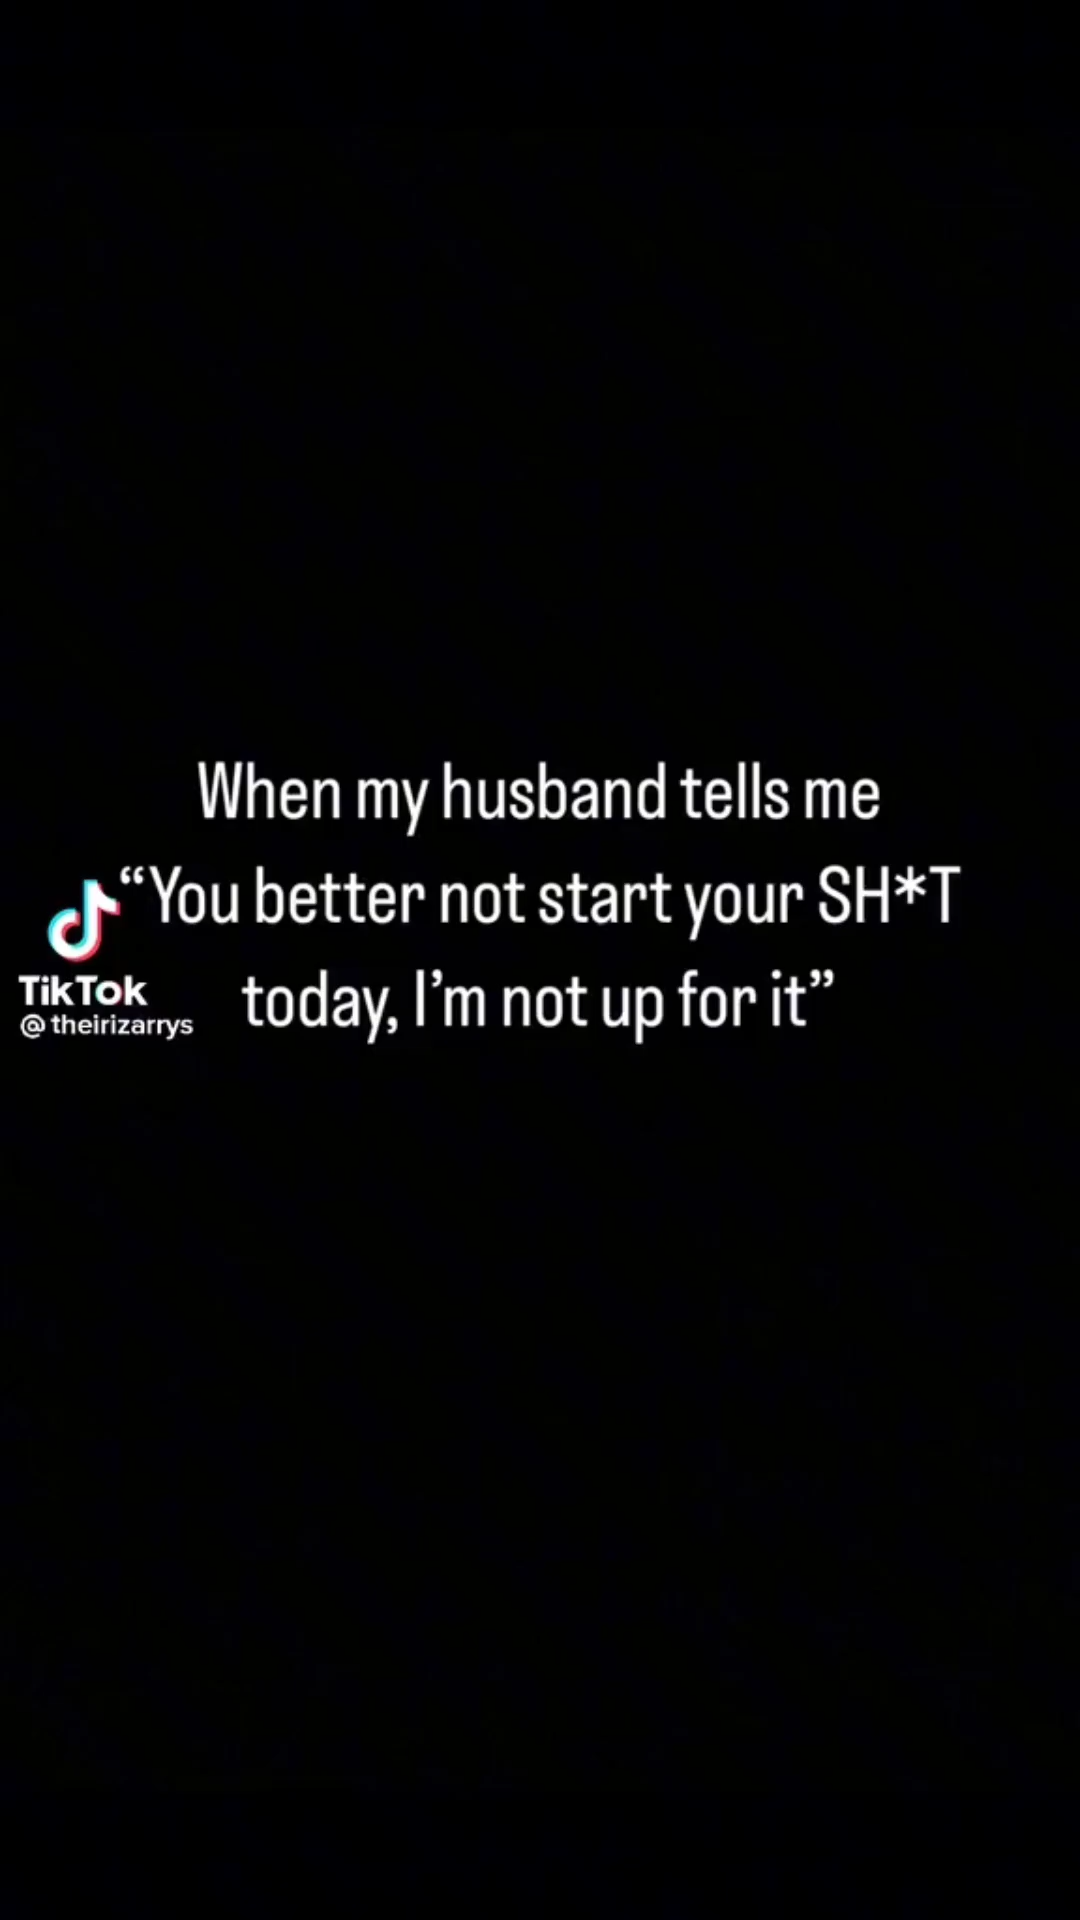 When my husband tells me
“You better not start your SH*T
today, I’m not up for it”
TikTok
@theirizarrys